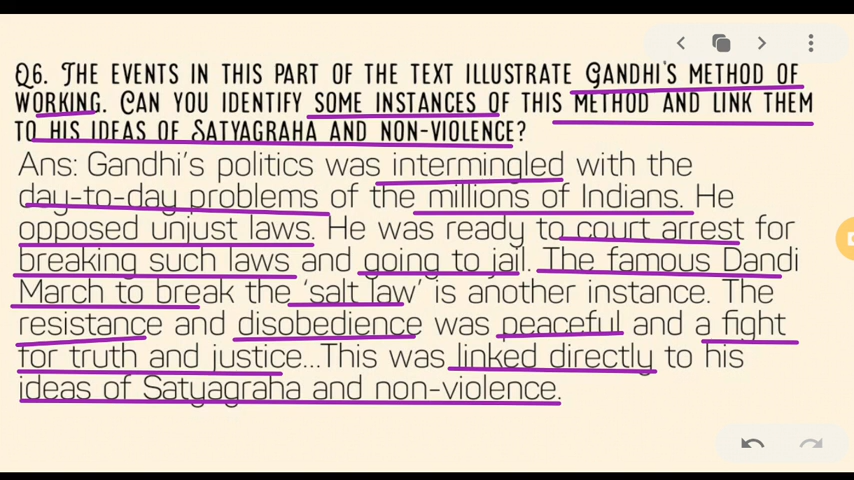 Q6. The events in this part of the text illustrate Gandhi's method of
working. Can you identify some instances of this method and link them
to his ideas of Satyagraha and non-violence?
Ans: Gandhi's politics was intermingled with the
day-to-day problems of the millions of Indians. He
opposed unjust laws. He was ready to court arrest for
breaking such laws and going to jail. The famous Dandi
March to break the 'salt law' is another instance. The
resistance and disobedience was peaceful and a fight
for truth and justice...This was linked directly to his
ideas of Satyagraha and non-violence.